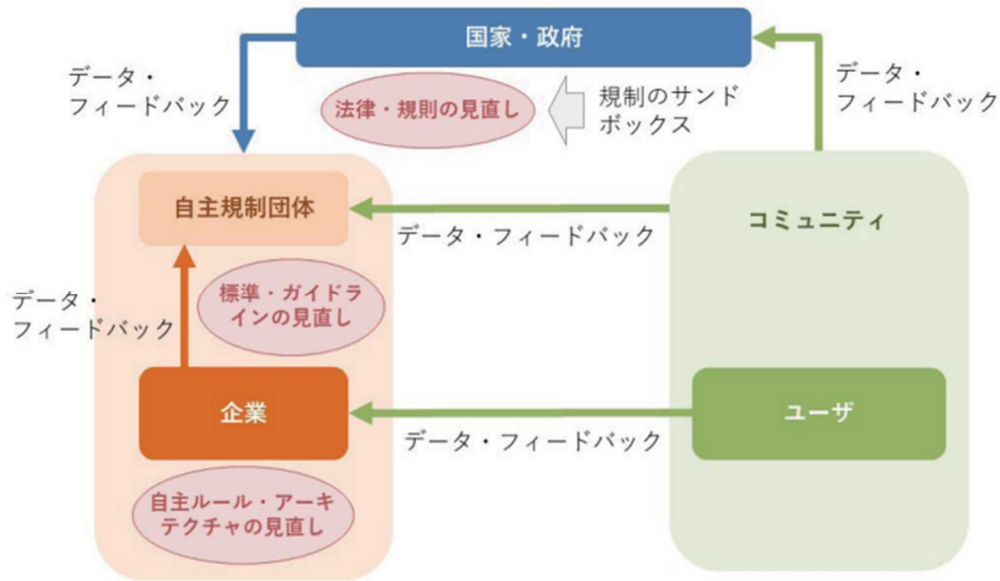 国家・政府
データ・
フィードバック
法律・規則の見直し
規制のサンド
ボックス
データ・
フィードバック
自主規制団体
データ・フィードバック
コミュニティ
データ・
フィードバック
標準・ガイドラ
インの見直し
企業
データ・フィードバック
ユーザ
自主ルール・アーキ
テクチャの見直し